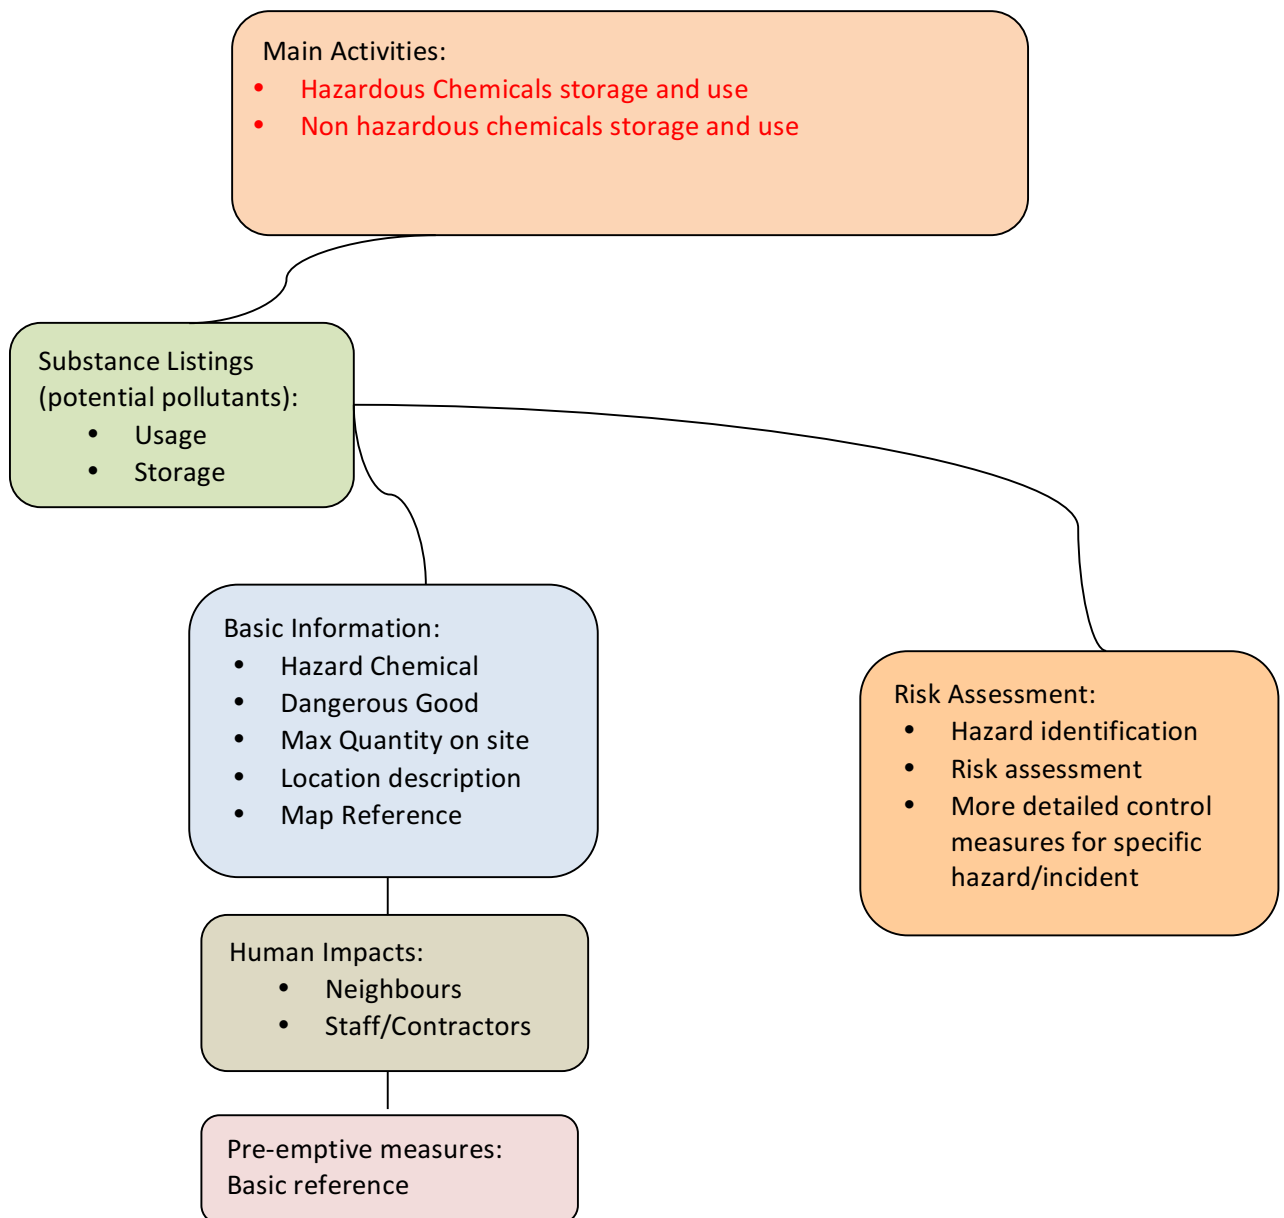 Main Activities:
• Hazardous Chemicals storage and use
• Non hazardous chemicals storage and use
Substance Listings
(potential pollutants):
• Usage
• Storage
Basic Information:
• Hazard Chemical
• Dangerous Good
• Max Quantity on site
• Location description
• Map Reference
Risk Assessment:
• Hazard identification
• Risk assessment
• More detailed control
measures for specific
hazard/incident
Human Impacts:
• Neighbours
• Staff/Contractors
Pre-emptive measures:
Basic reference